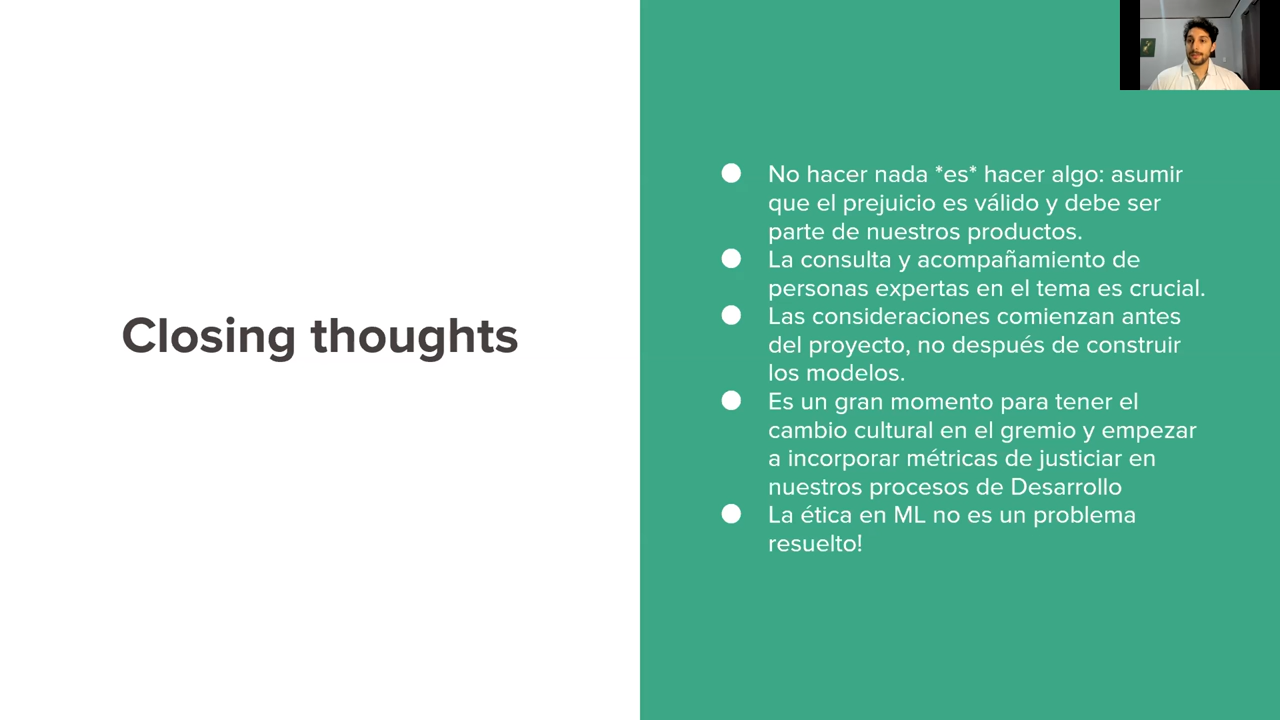 Closing thoughts
No hacer nada *es* hacer algo: asumir
que el prejuicio es válido y debe ser
parte de nuestros productos.
La consulta y acompañamiento de
personas expertas en el tema es crucial.
Las consideraciones comienzan antes
del proyecto, no después de construir
los modelos.
Es un gran momento para tener el
cambio cultural en el gremio y empezar
a incorporar métricas de justiciar en
nuestros procesos de Desarrollo
La ética en ML no es un problema
resuelto!